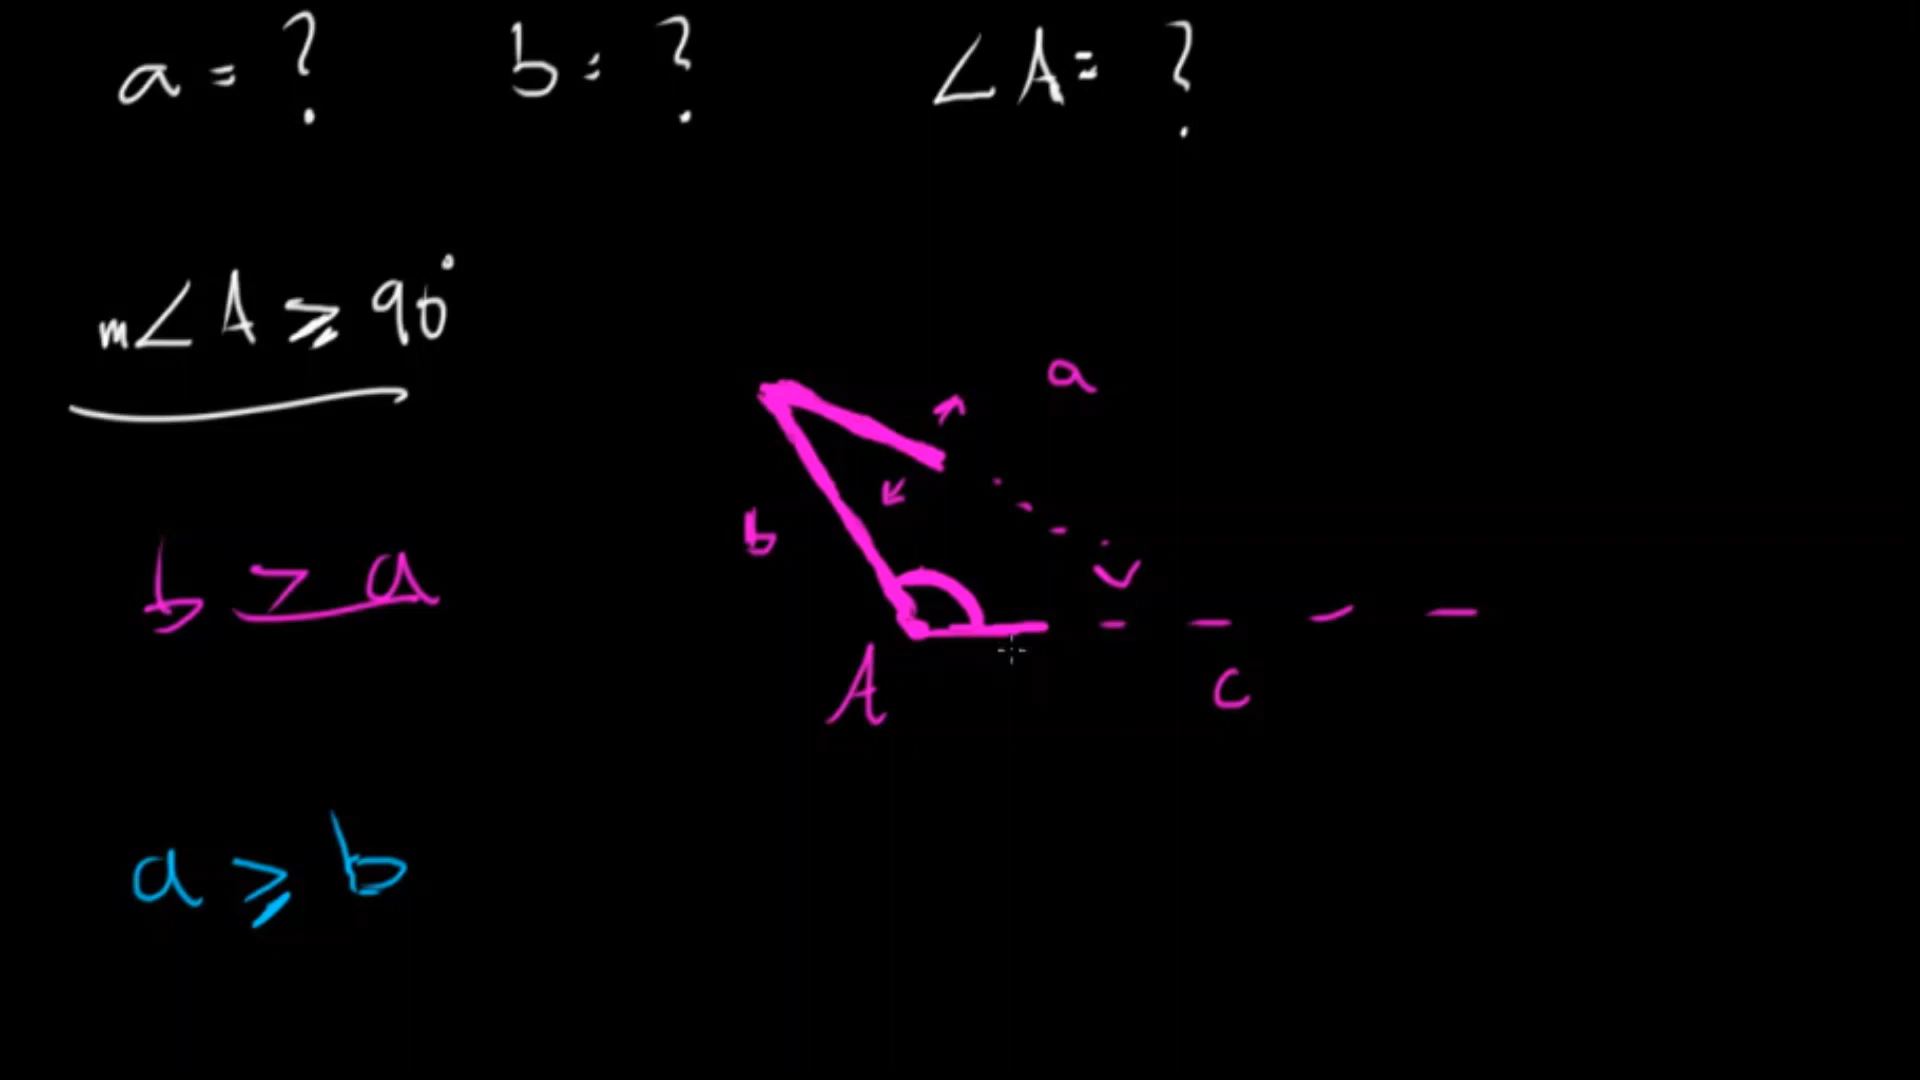 a = ? b = ? ∠A = ?
m∠A ≥ 90°
a
b
b ≥ a
A
c
a ≥ b